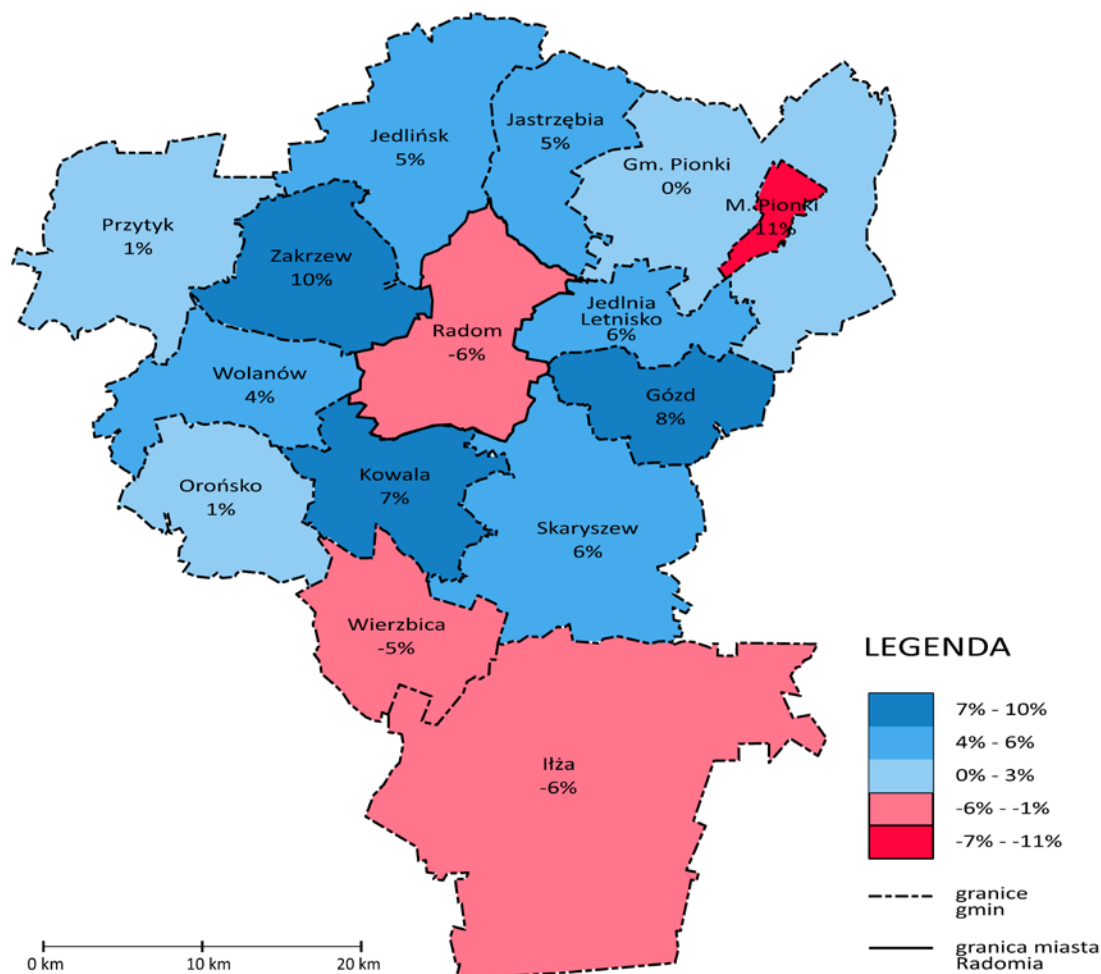 Jedlińsk
5%
Jastrzębia
5%
Gm. Pionki
0%
M. Pionki
-11%
Przytyk
1%
Zakrzew
10%
Radom
-6%
Jedlnia
Letnisko
6%
Wolanów
4%
Gózd
8%
Orońsko
1%
Kowala
7%
Skaryszew
6%
Wierzbica
-5%
Iłża
-6%
LEGENDA
7% - 10%
4% - 6%
0% - 3%
-6% - -1%
-7% - -11%
granice
gmin
granica miasta
Radomia
0 km
10 km
20 km